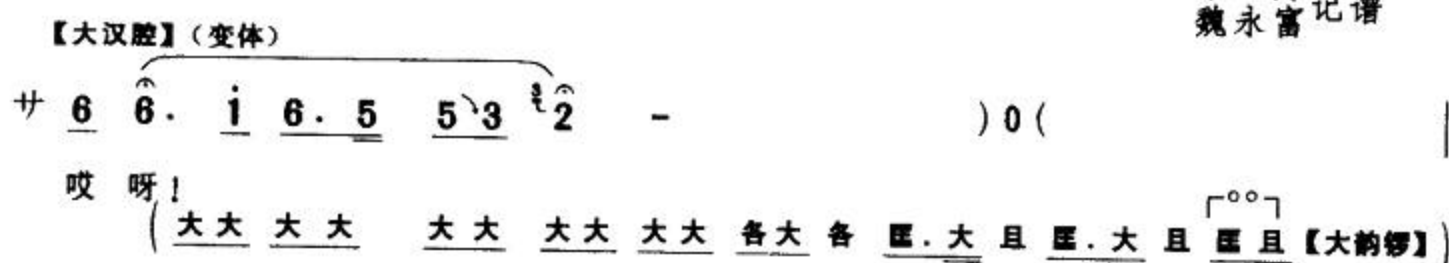 魏永富记谱
【大汉腔】（变体）
サ 6 6. i 6. 5 5 3 3 2 - ) 0 (
哎 呀！
( 大大 大大 大大 大大 大大 各大 各 匡.大 且 匡.大 且 匡且【大韵锣】)